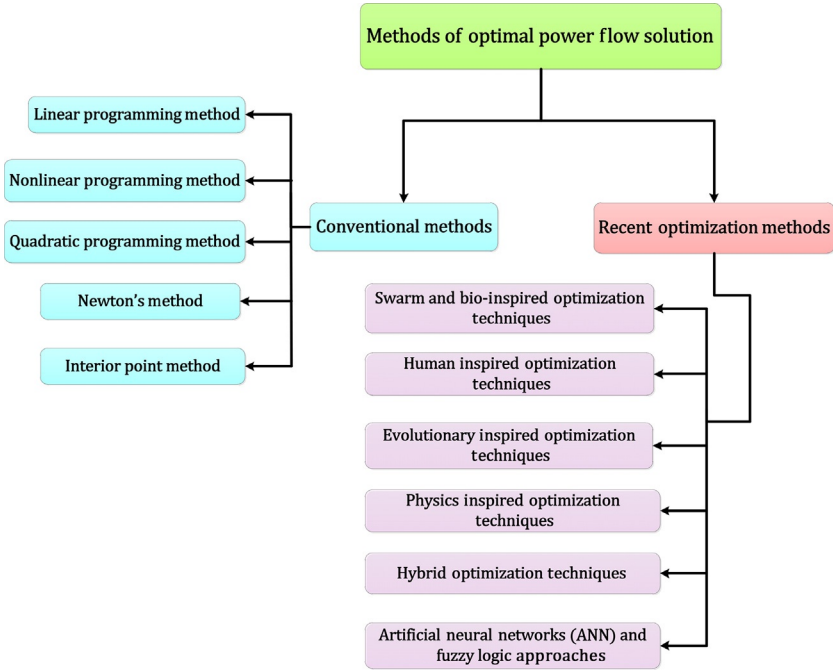 Methods of optimal power flow solution
Conventional methods
Linear programming method
Nonlinear programming method
Quadratic programming method
Newton's method
Interior point method
Recent optimization methods
Swarm and bio-inspired optimization
techniques
Human inspired optimization
techniques
Evolutionary inspired optimization
techniques
Physics inspired optimization
techniques
Hybrid optimization techniques
Artificial neural networks (ANN) and
fuzzy logic approaches